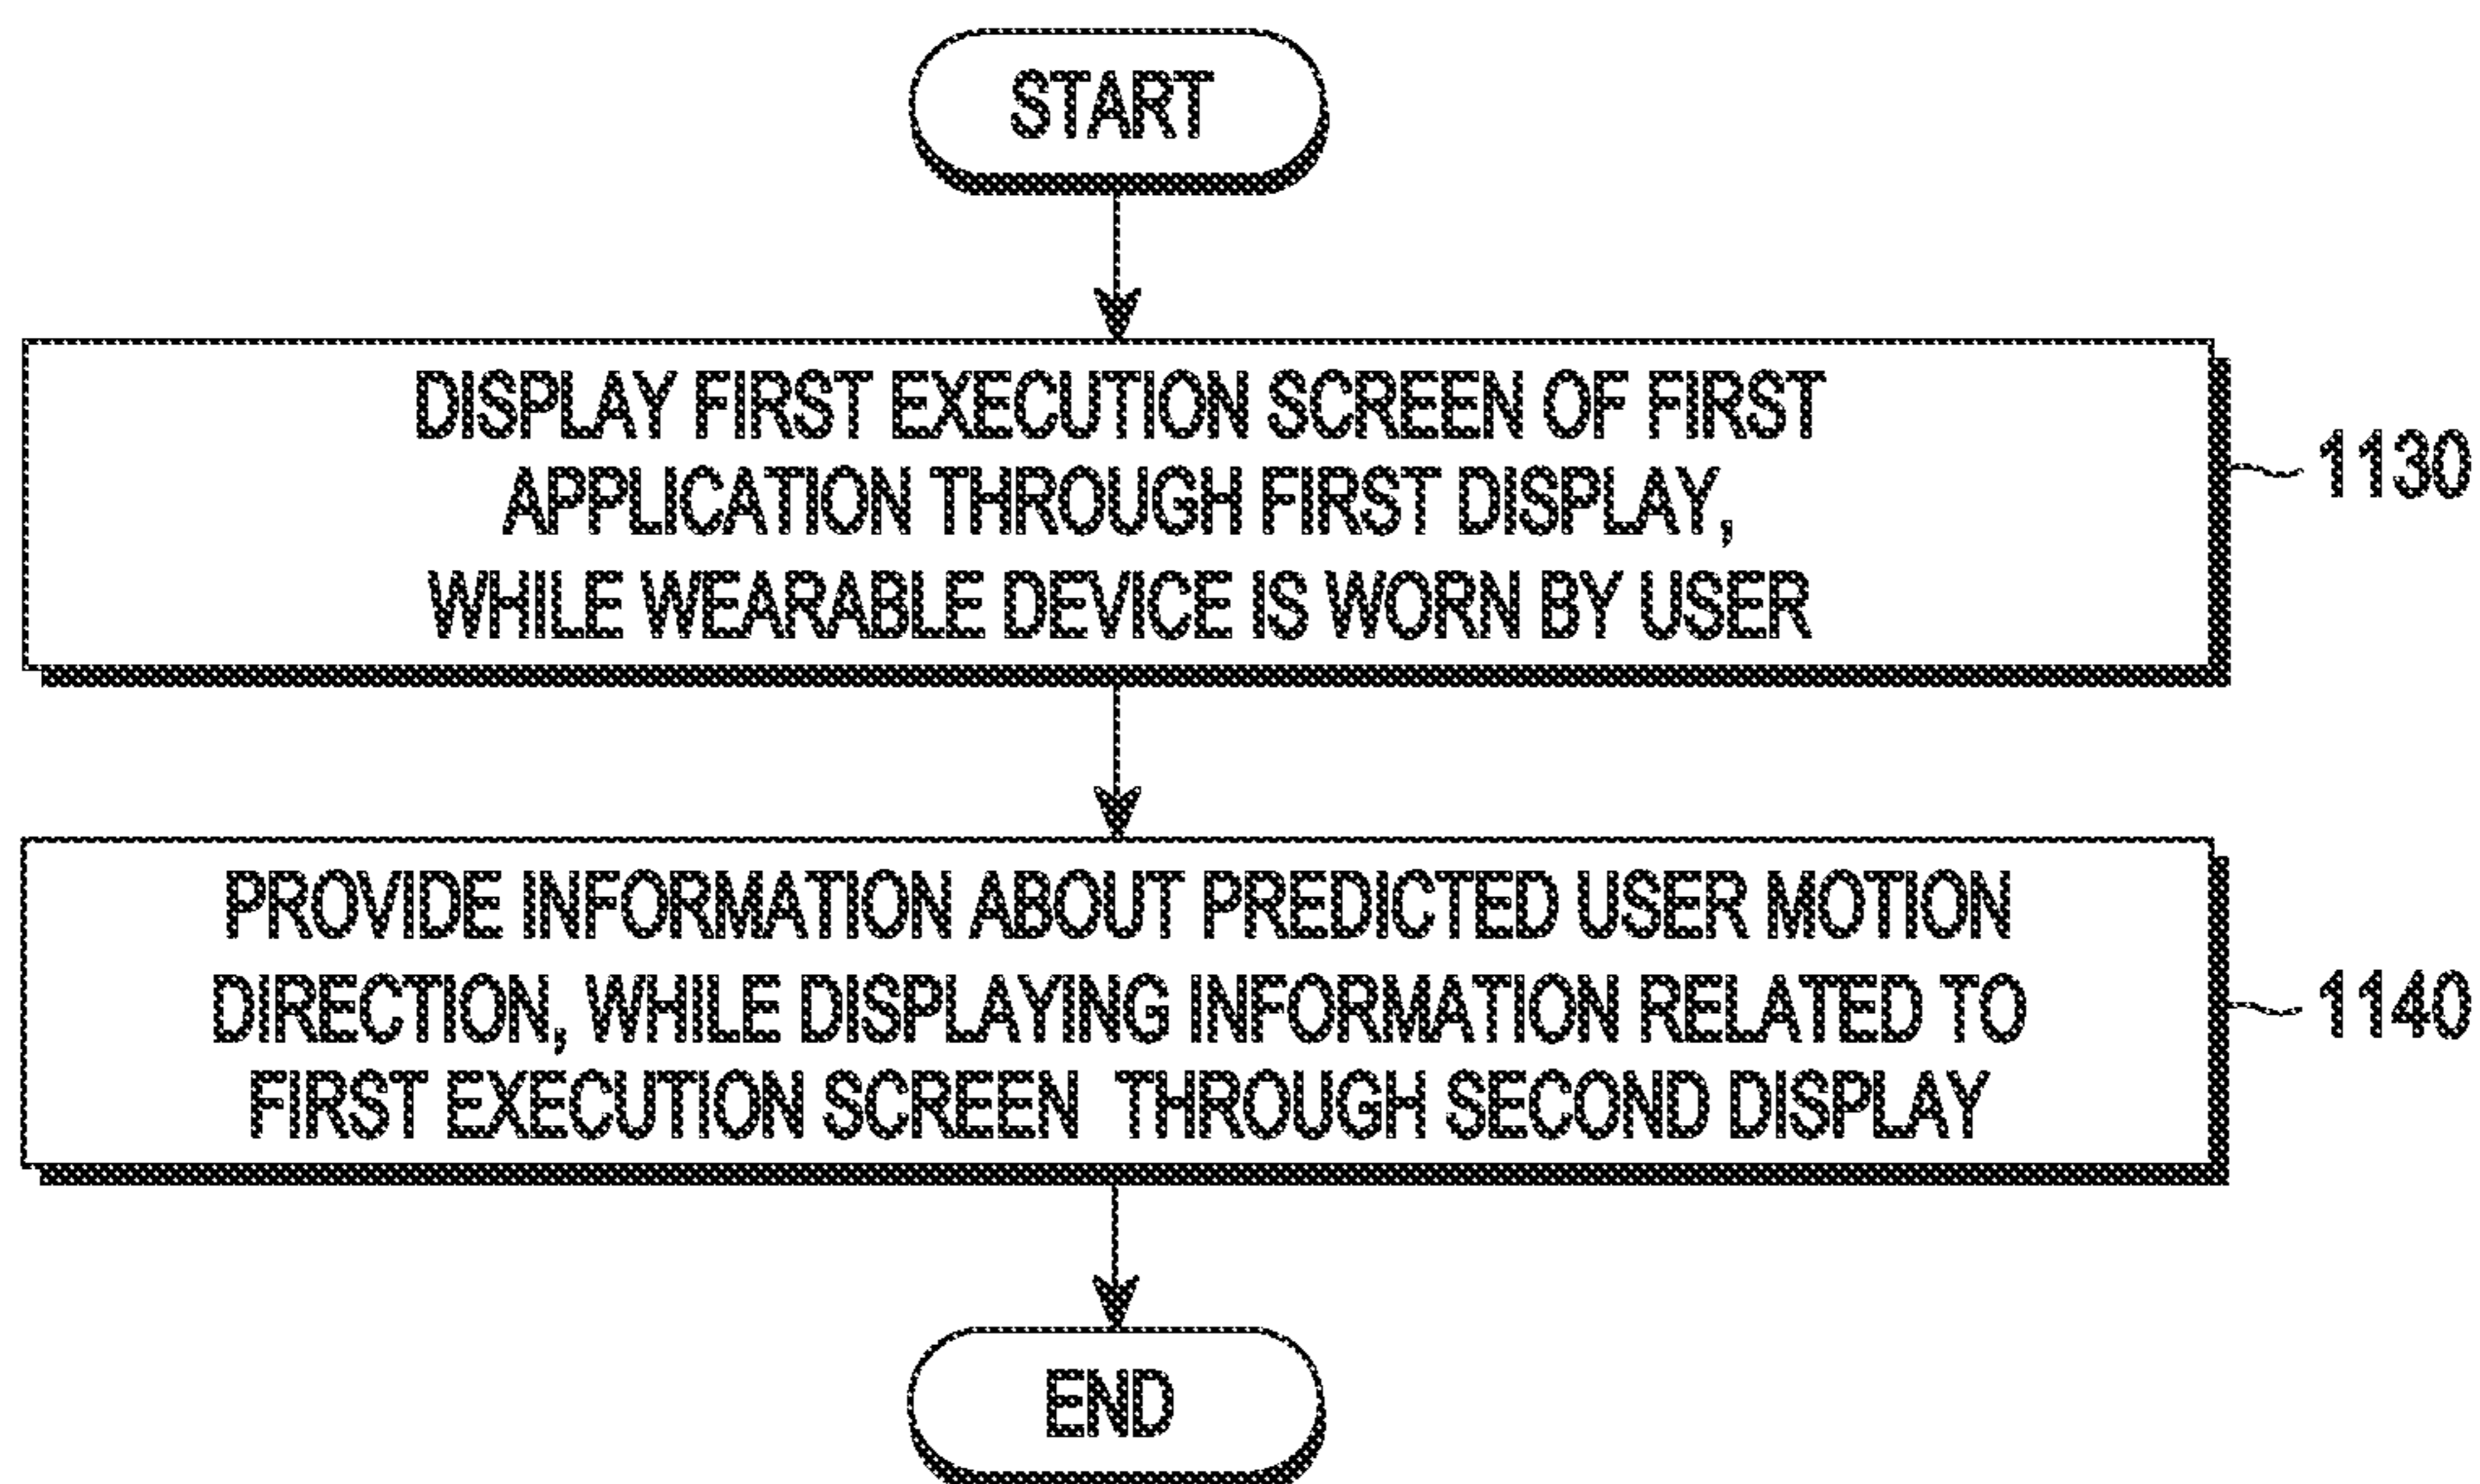 START
DISPLAY FIRST EXECUTION SCREEN OF FIRST
APPLICATION THROUGH FIRST DISPLAY,
WHILE WEARABLE DEVICE IS WORN BY USER
1130
PROVIDE INFORMATION ABOUT PREDICTED USER MOTION
DIRECTION, WHILE DISPLAYING INFORMATION RELATED TO
FIRST EXECUTION SCREEN THROUGH SECOND DISPLAY
1140
END